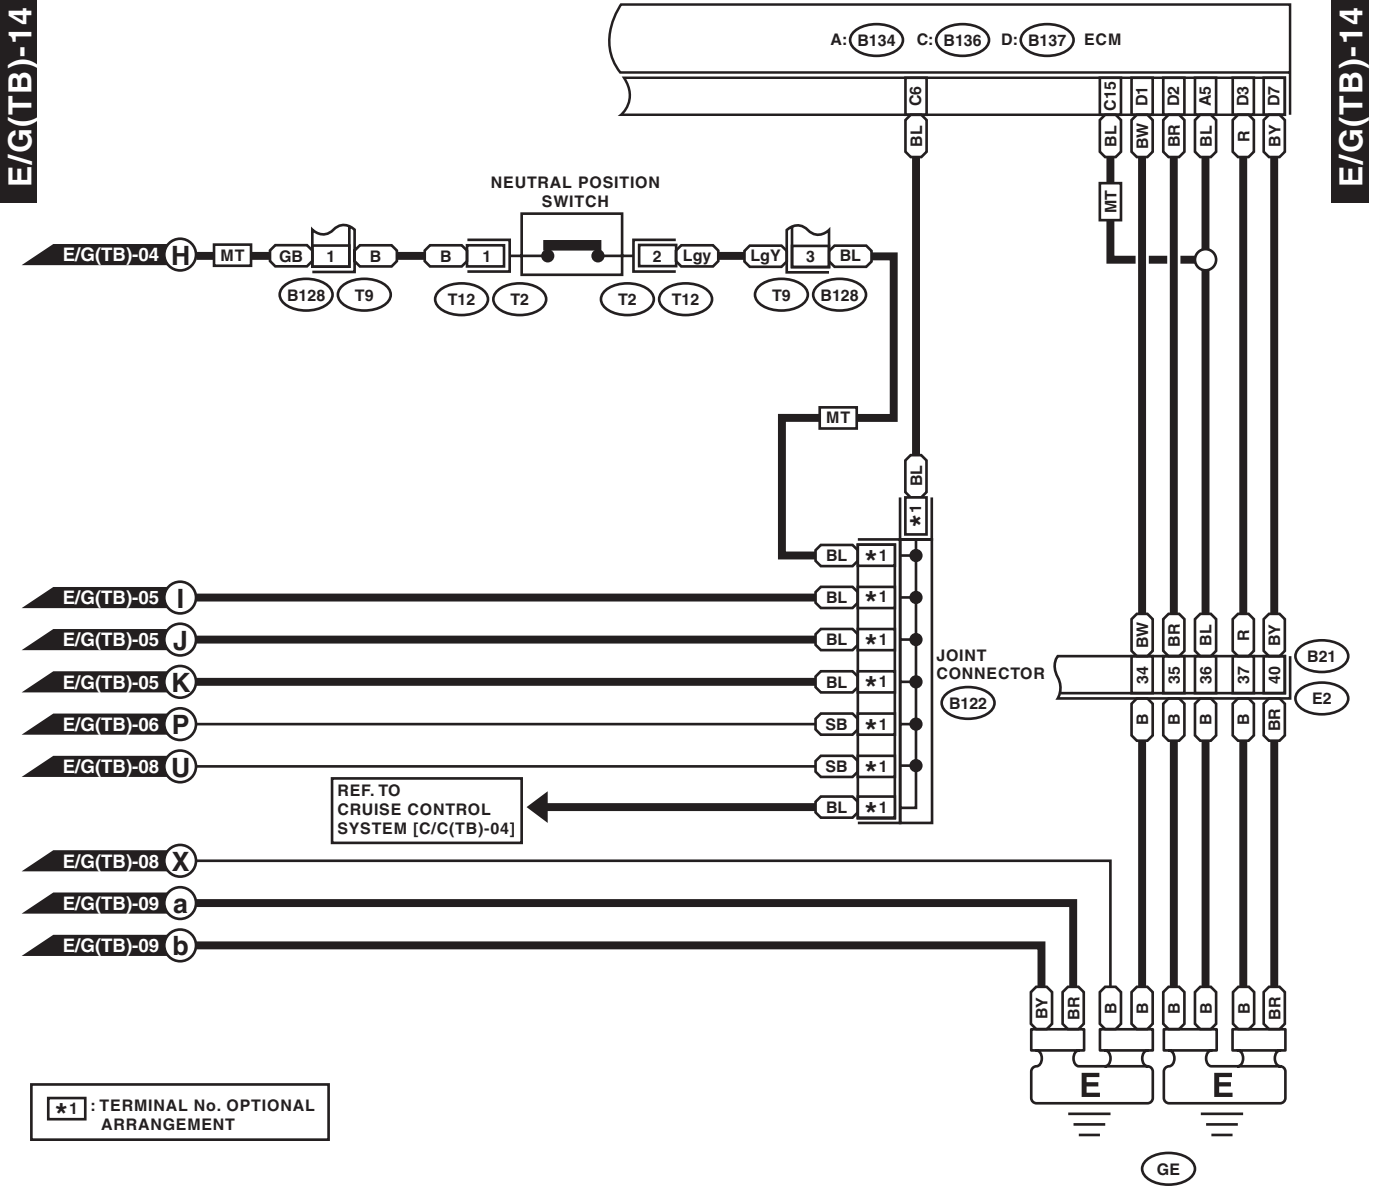 E/G(TB)-14
E/G(TB)-14
A: B134 C: B136 D: B137 ECM
C6 C15 D1 D2 A5 D3 D7
BL BL BW BR BL R BY
MT
NEUTRAL POSITION
SWITCH
E/G(TB)-04 H MT GB 1 B B 1 2 Lgy LgY 3 BL
B128 T9 T12 T2 T2 T12 T9 B128
MT
BL
*1
BL *1
E/G(TB)-05 I BL *1
E/G(TB)-05 J BL *1
E/G(TB)-05 K BL *1
E/G(TB)-06 P SB *1
E/G(TB)-08 U SB *1
BL *1
JOINT
CONNECTOR
B122
BW BR BL R BY
34 35 36 37 40
B21
E2
B B B B BR
REF. TO
CRUISE CONTROL
SYSTEM [C/C(TB)-04]
E/G(TB)-08 X
E/G(TB)-09 a
E/G(TB)-09 b
BY BR B B B B B BR
E E
GE
*1 : TERMINAL No. OPTIONAL
ARRANGEMENT